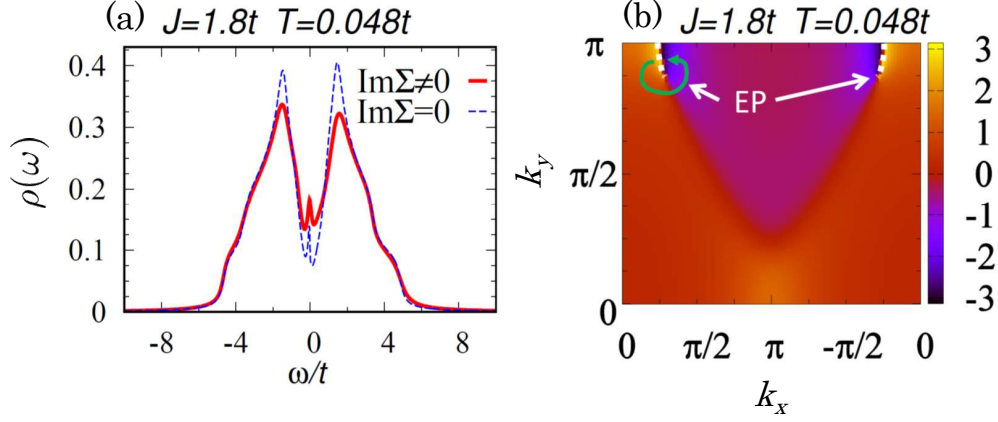 (a) J=1.8t T=0.048t
ρ(ω)
0.4
0.3
0.2
0.1
0
ImΣ≠0
ImΣ=0
-8 -4 0 4 8
ω/t
(b) J=1.8t T=0.048t
k_y
π
π/2
0
EP
0 π/2 π -π/2 0
k_x
3
2
1
0
-1
-2
-3